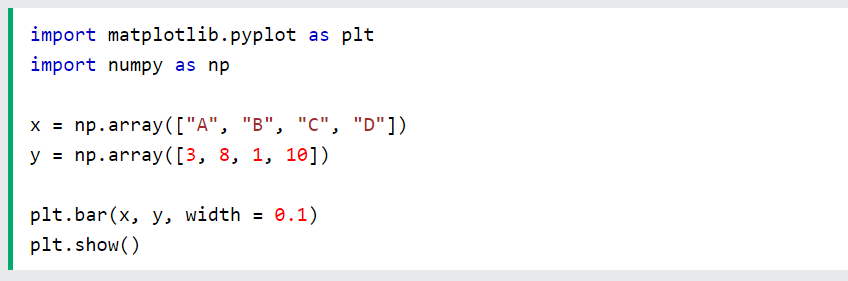 import matplotlib.pyplot as plt
import numpy as np
x = np.array(["A", "B", "C", "D"])
y = np.array([3, 8, 1, 10])
plt.bar(x, y, width = 0.1)
plt.show()